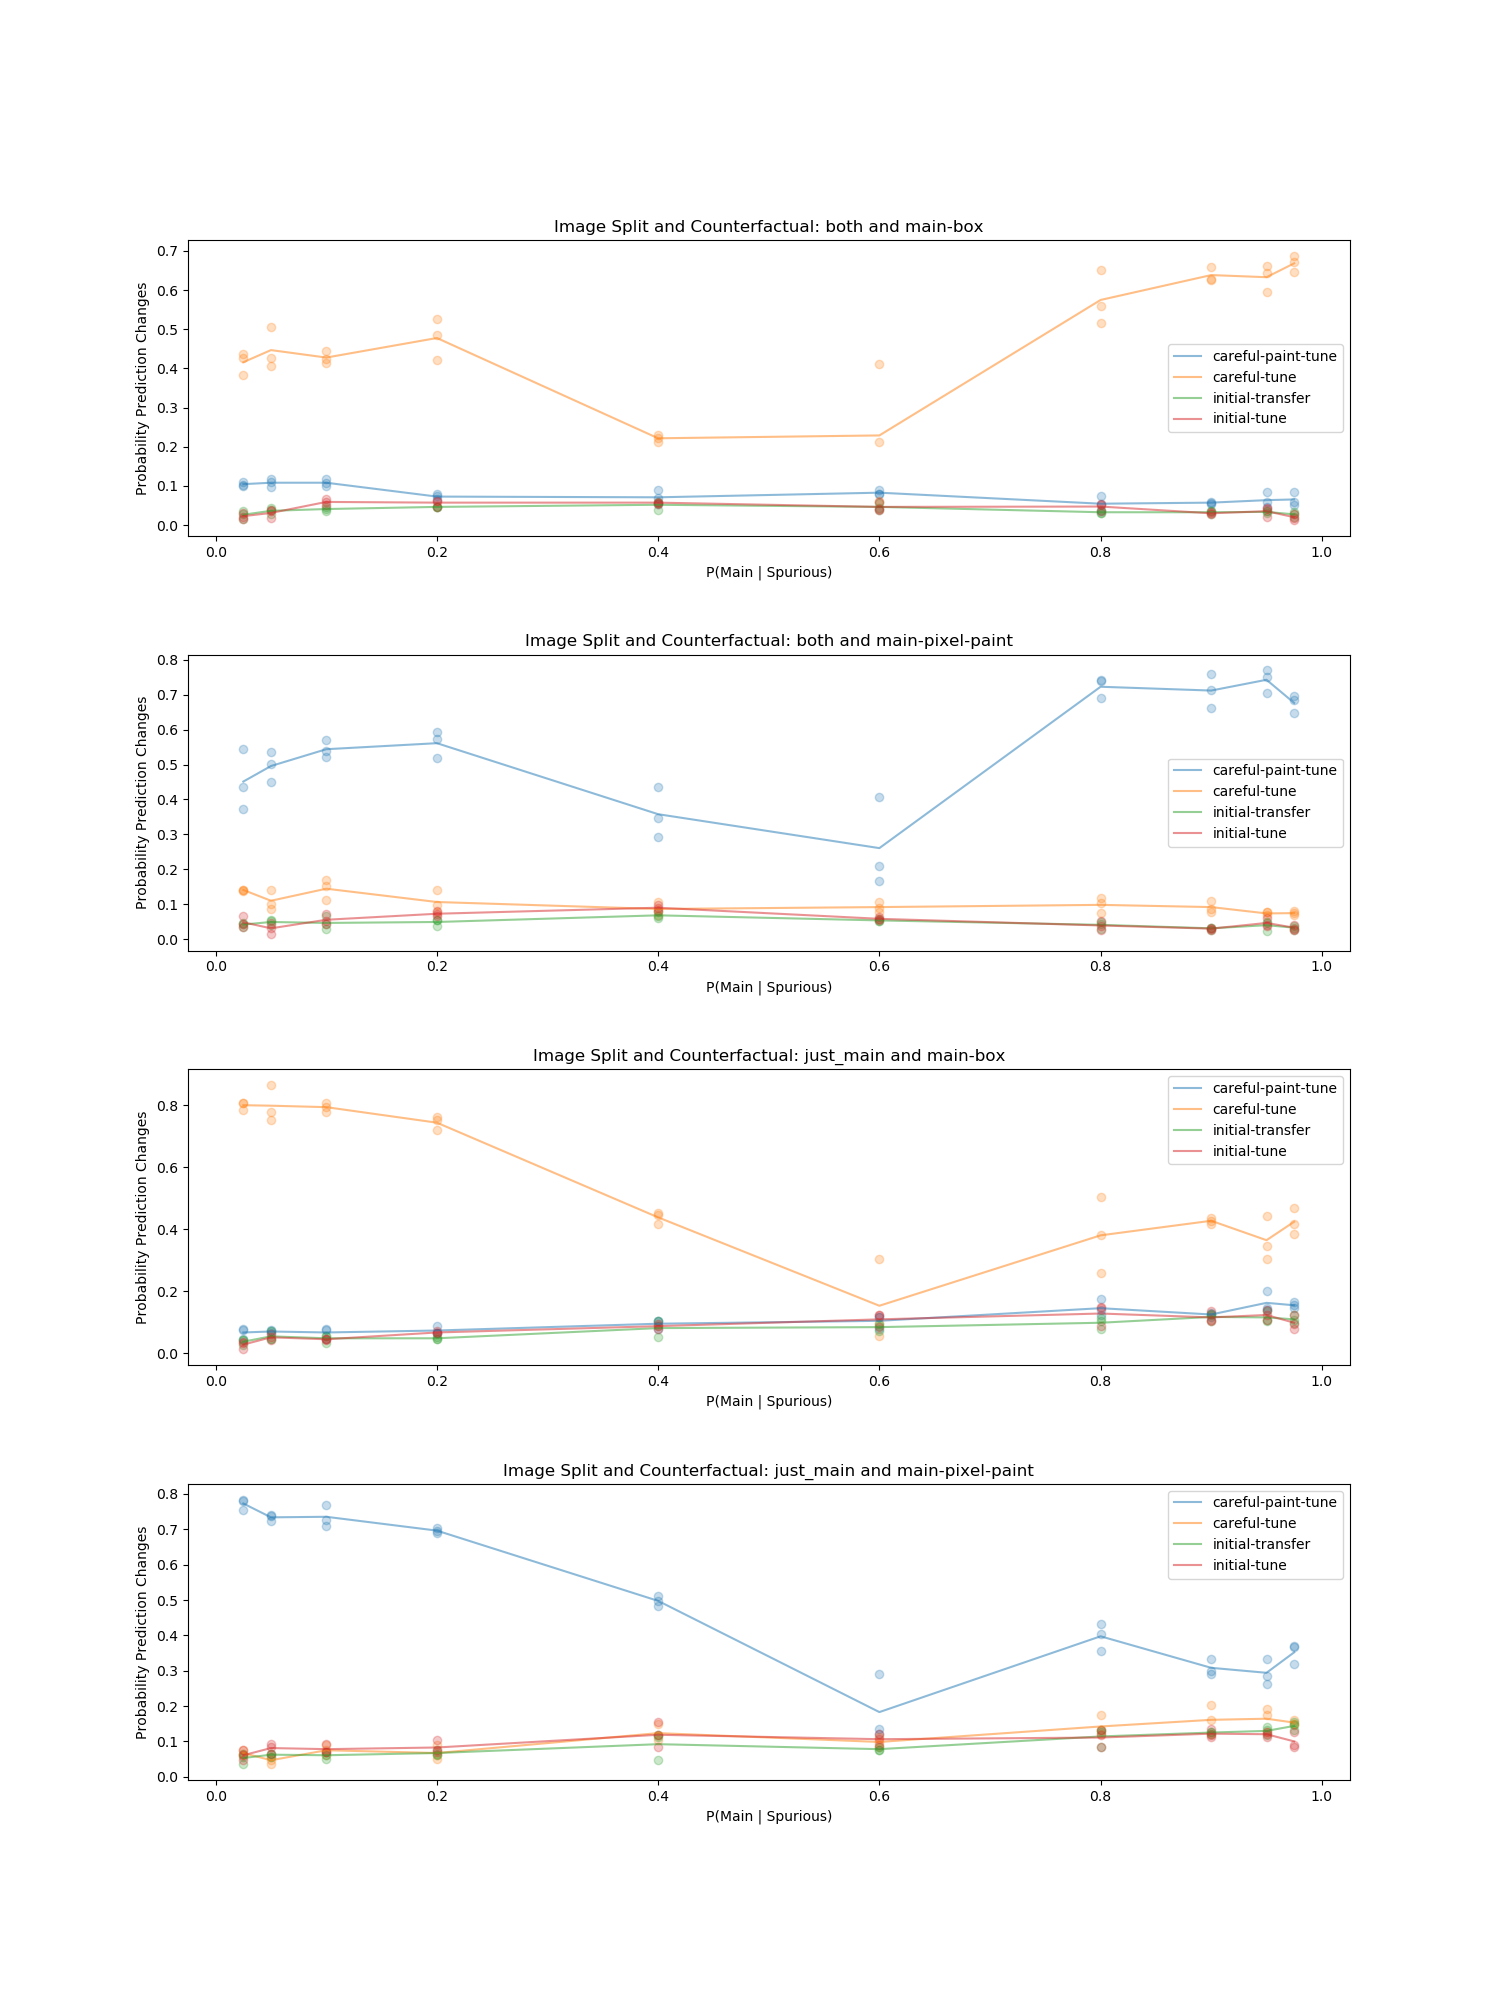 Image Split and Counterfactual: both and main-box
Probability Prediction Changes
0.7
0.6
0.5
0.4
0.3
0.2
0.1
0.0
careful-paint-tune
careful-tune
initial-transfer
initial-tune
0.0 0.2 0.4 0.6 0.8 1.0
P(Main | Spurious)
Image Split and Counterfactual: both and main-pixel-paint
Probability Prediction Changes
0.8
0.7
0.6
0.5
0.4
0.3
0.2
0.1
0.0
careful-paint-tune
careful-tune
initial-transfer
initial-tune
0.0 0.2 0.4 0.6 0.8 1.0
P(Main | Spurious)
Image Split and Counterfactual: just_main and main-box
Probability Prediction Changes
0.8
0.6
0.4
0.2
0.0
careful-paint-tune
careful-tune
initial-transfer
initial-tune
0.0 0.2 0.4 0.6 0.8 1.0
P(Main | Spurious)
Image Split and Counterfactual: just_main and main-pixel-paint
Probability Prediction Changes
0.8
0.7
0.6
0.5
0.4
0.3
0.2
0.1
0.0
careful-paint-tune
careful-tune
initial-transfer
initial-tune
0.0 0.2 0.4 0.6 0.8 1.0
P(Main | Spurious)